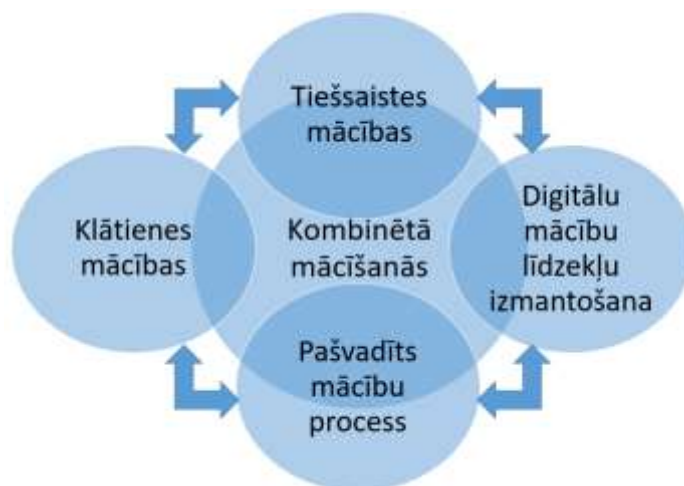 Tiešsaistes
mācības
Klātienes
mācības
Kombinētā
mācīšanās
Digitālu
mācību
līdzekļu
izmantošana
Pašvadīts
mācību
process